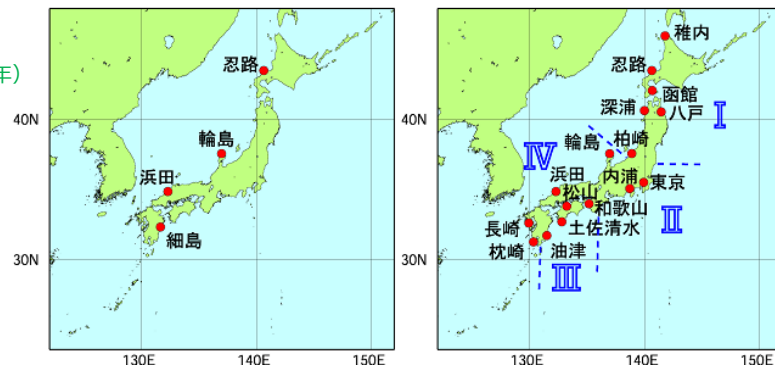 年）
忍路
輪島
浜田
細島
40N
30N
130E
140E
150E
稚内
忍路
函館
深浦
八戸
Ⅰ
輪島
柏崎
Ⅳ
浜田
内浦
東京
松山
和歌山
Ⅱ
長崎
土佐清水
枕崎
油津
Ⅲ
40N
30N
130E
140E
150E